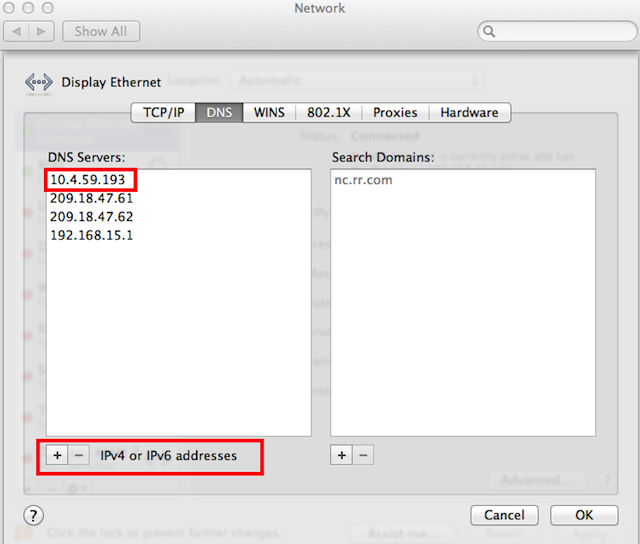 Network
Show All
Display Ethernet
Location: Automatic
TCP/IP DNS WINS 802.1X Proxies Hardware
Status: Connected
DNS Servers: Search Domains:
10.4.59.193 nc.rr.com
209.18.47.61
209.18.47.62
192.168.15.1
+ − IPv4 or IPv6 addresses + −
Advanced... ?
? Cancel OK
Click the lock to prevent further changes. Assist me... Revert Apply